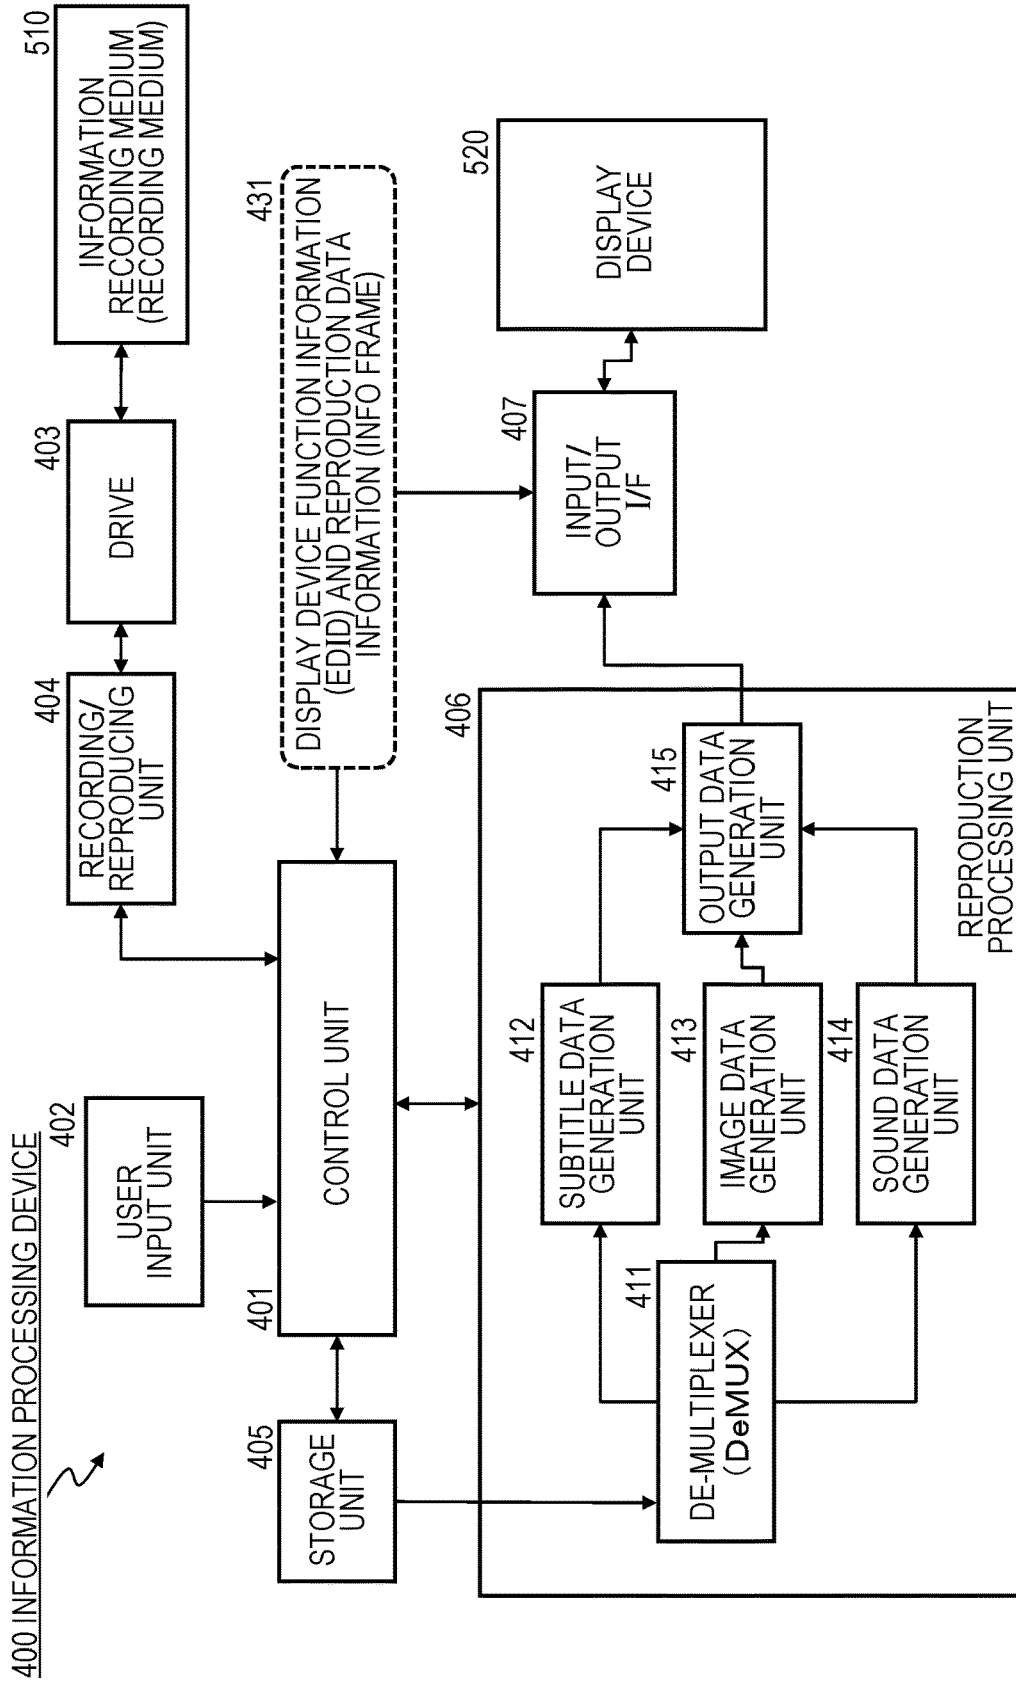 400 INFORMATION PROCESSING DEVICE
402
USER
INPUT UNIT
404
RECORDING/
REPRODUCING
UNIT
403
DRIVE
510
INFORMATION
RECORDING MEDIUM
(RECORDING MEDIUM)
405
STORAGE
UNIT
401
CONTROL UNIT
431
DISPLAY DEVICE FUNCTION INFORMATION
(EDID) AND REPRODUCTION DATA
INFORMATION (INFO FRAME)
406
407
INPUT/
OUTPUT
I/F
520
DISPLAY
DEVICE
411
DE-MULTIPLEXER
(DeMUX)
412
SUBTITLE DATA
GENERATION
UNIT
413
IMAGE DATA
GENERATION
UNIT
414
SOUND DATA
GENERATION
UNIT
415
OUTPUT DATA
GENERATION
UNIT
REPRODUCTION
PROCESSING UNIT